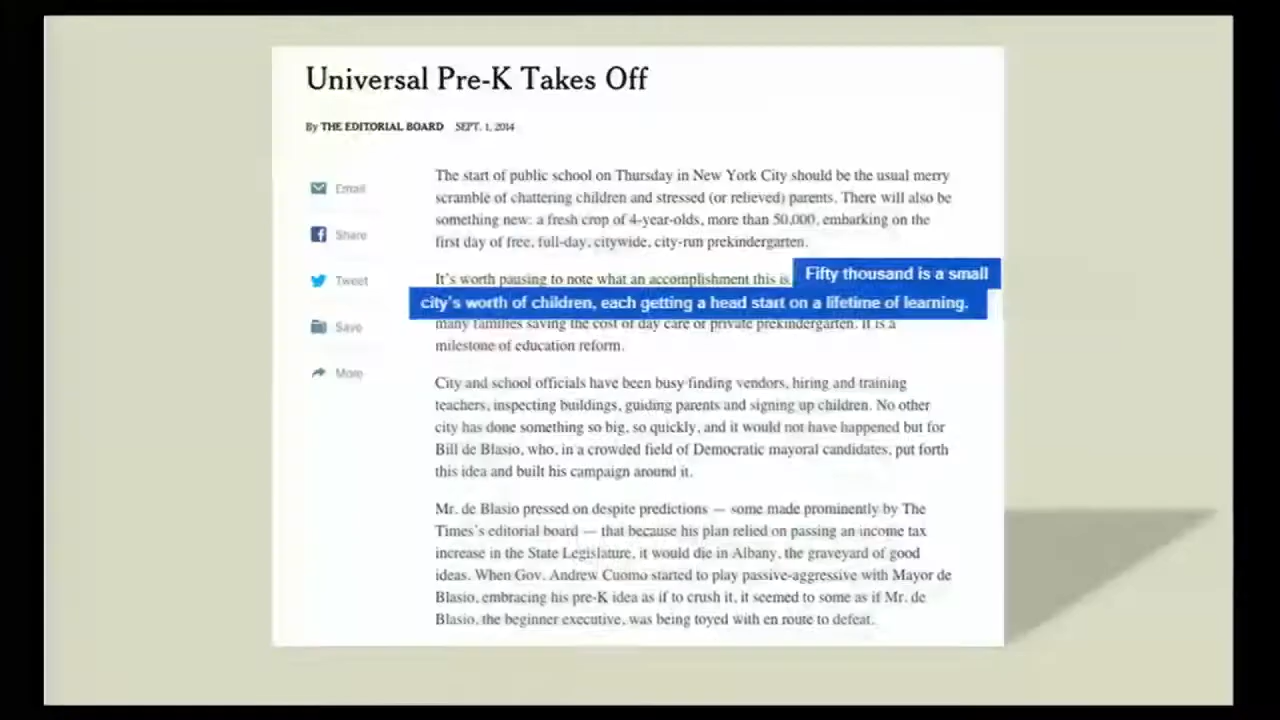 Universal Pre-K Takes Off
By THE EDITORIAL BOARD SEPT. 1, 2014
Email
Share
Tweet
Save
More
The start of public school on Thursday in New York City should be the usual merry
scramble of chattering children and stressed (or relieved) parents. There will also be
something new: a fresh crop of 4-year-olds, more than 50,000, embarking on the
first day of free, full-day, citywide, city-run prekindergarten.
It's worth pausing to note what an accomplishment this is. Fifty thousand is a small
city's worth of children, each getting a head start on a lifetime of learning.
many families saving the cost of day care or private prekindergarten. It is a
milestone of education reform.
City and school officials have been busy finding vendors, hiring and training
teachers, inspecting buildings, guiding parents and signing up children. No other
city has done something so big, so quickly, and it would not have happened but for
Bill de Blasio, who, in a crowded field of Democratic mayoral candidates, put forth
this idea and built his campaign around it.
Mr. de Blasio pressed on despite predictions — some made prominently by The
Times's editorial board — that because his plan relied on passing an income tax
increase in the State Legislature, it would die in Albany, the graveyard of good
ideas. When Gov. Andrew Cuomo started to play passive-aggressive with Mayor de
Blasio, embracing his pre-K idea as if to crush it, it seemed to some as if Mr. de
Blasio, the beginner executive, was being toyed with en route to defeat.